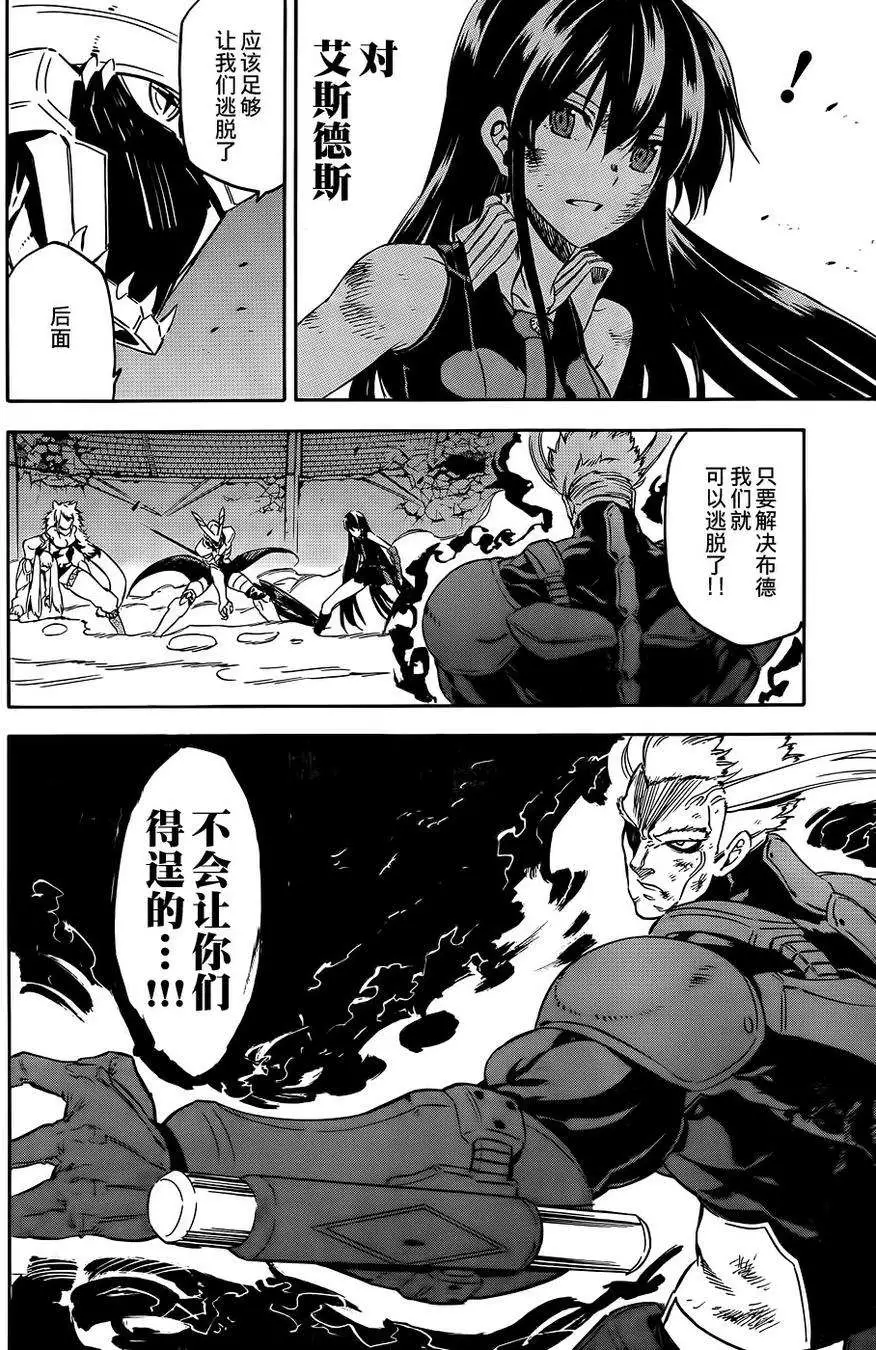 ！
对
艾斯德斯
应该足够
让我们逃脱了
后面
只要解决布德
我们就
可以逃脱了!!
不会让你们
得逞的…!!!